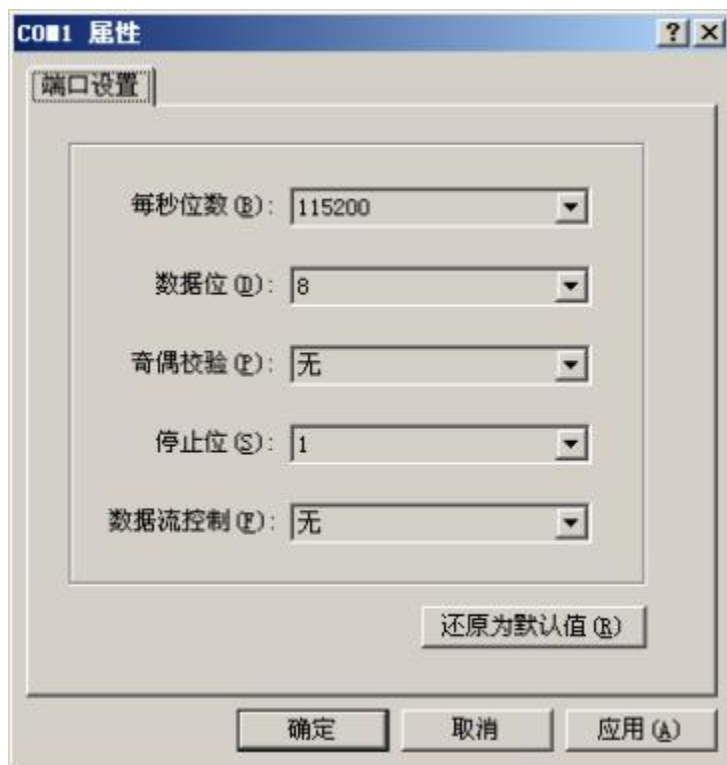 COM1 属性
端口设置
每秒位数(B): 115200
数据位(D): 8
奇偶校验(P): 无
停止位(S): 1
数据流控制(F): 无
还原为默认值(R)
确定 取消 应用(A)